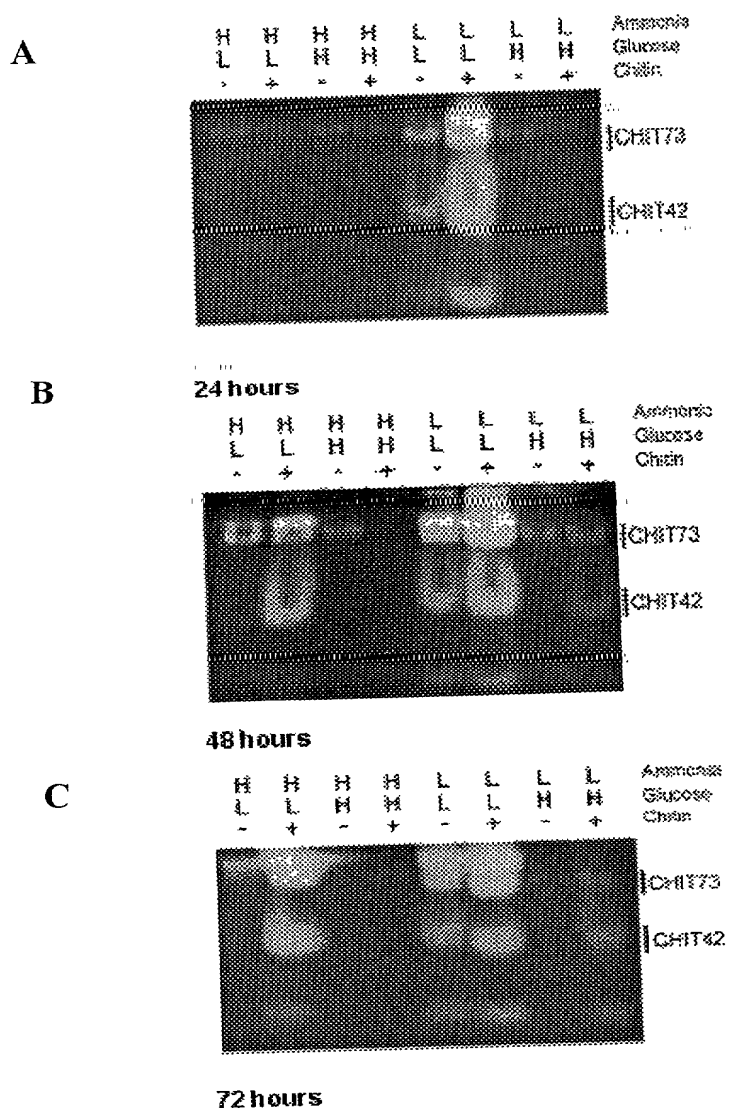 A
H H H H L L L L Ammonia
L L H H L L H H Glucose
- + - + - + - + Chitin
CHIT73
CHIT42
24 hours
B
H H H H L L L L Ammonia
L L H H L L H H Glucose
- + - + - + - + Chitin
CHIT73
CHIT42
48 hours
C
H H H H L L L L Ammonia
L L H H L L H H Glucose
- + - + - + - + Chitin
CHIT73
CHIT42
72 hours